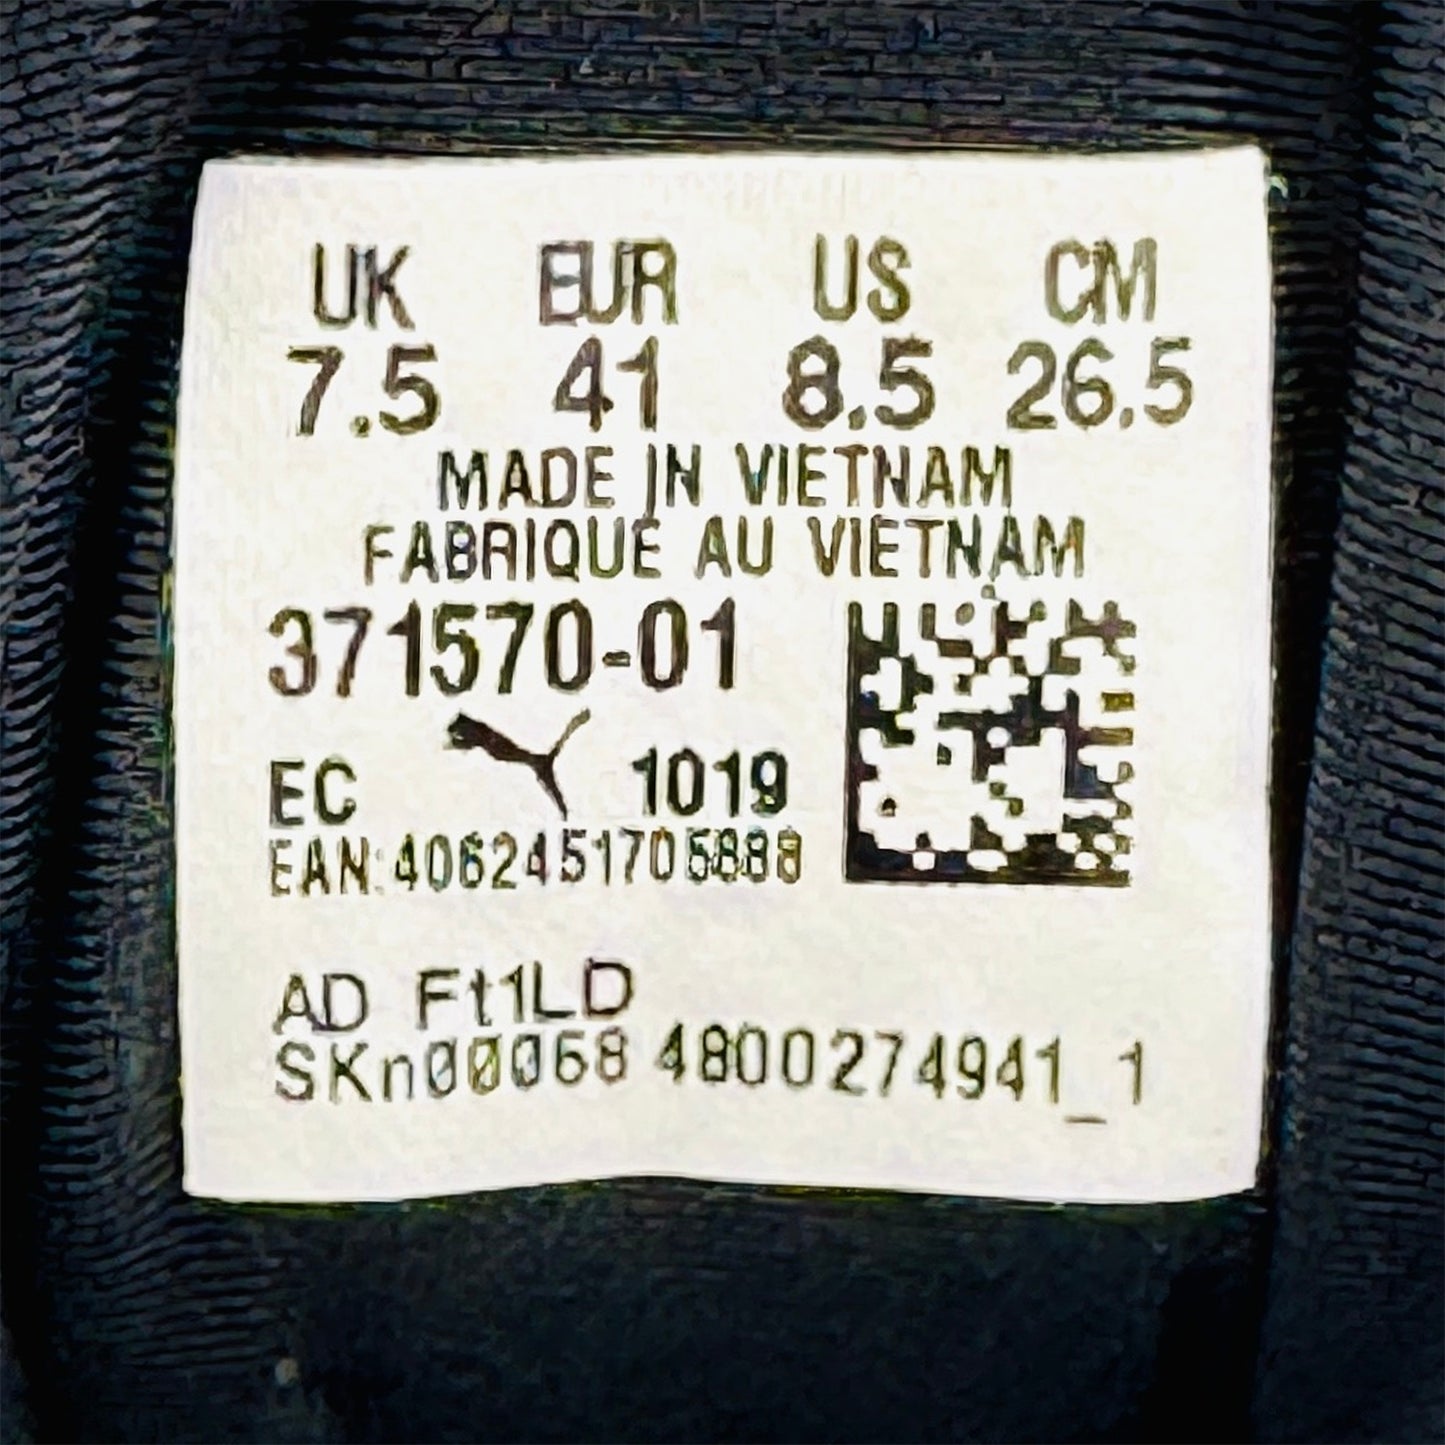 UK EUR US CM
7.5 41 8.5 26.5
MADE IN VIETNAM
FABRIQUÉ AU VIETNAM
371570-01
EC 1019
EAN:4062451705888
AD Ft1LD
SKn00068 4800274941_1